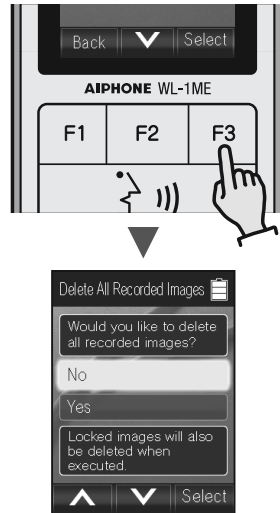 Back Select
AIPHONE WL-1ME
F1 F2 F3
Delete All Recorded Images
Would you like to delete
all recorded images?
No
Yes
Locked images will also
be deleted when
executed.
Select